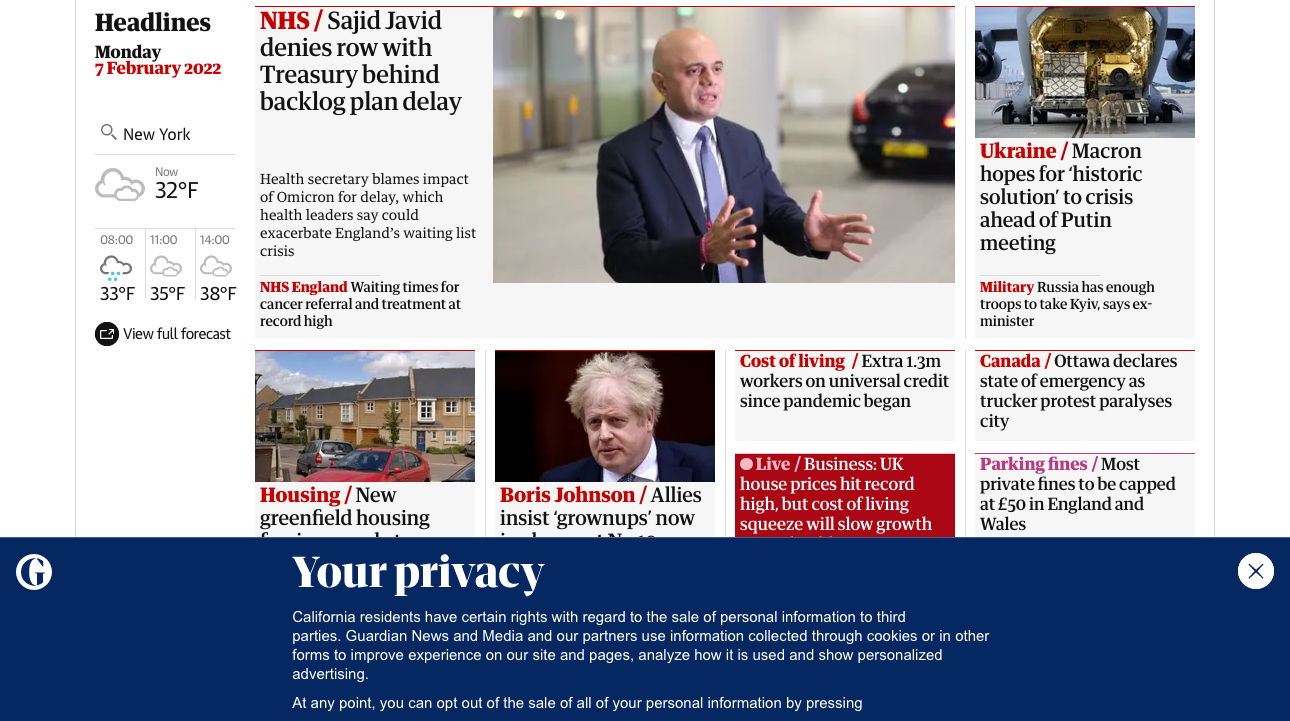 Headlines
Monday
7 February 2022
New York
Now
32°F
08:00
11:00
14:00
33°F
35°F
38°F
View full forecast
NHS / Sajid Javid
denies row with
Treasury behind
backlog plan delay
Health secretary blames impact
of Omicron for delay, which
health leaders say could
exacerbate England's waiting list
crisis
NHS England Waiting times for
cancer referral and treatment at
record high
Ukraine / Macron
hopes for 'historic
solution' to crisis
ahead of Putin
meeting
Military Russia has enough
troops to take Kyiv, says ex-
minister
Housing / New
greenfield housing
Boris Johnson / Allies
insist 'grownups' now
Cost of living / Extra 1.3m
workers on universal credit
since pandemic began
Live / Business: UK
house prices hit record
high, but cost of living
squeeze will slow growth
Canada / Ottawa declares
state of emergency as
trucker protest paralyses
city
Parking fines / Most
private fines to be capped
at £50 in England and
Wales
G
Your privacy
California residents have certain rights with regard to the sale of personal information to third
parties. Guardian News and Media and our partners use information collected through cookies or in other
forms to improve experience on our site and pages, analyze how it is used and show personalized
advertising.
At any point, you can opt out of the sale of all of your personal information by pressing